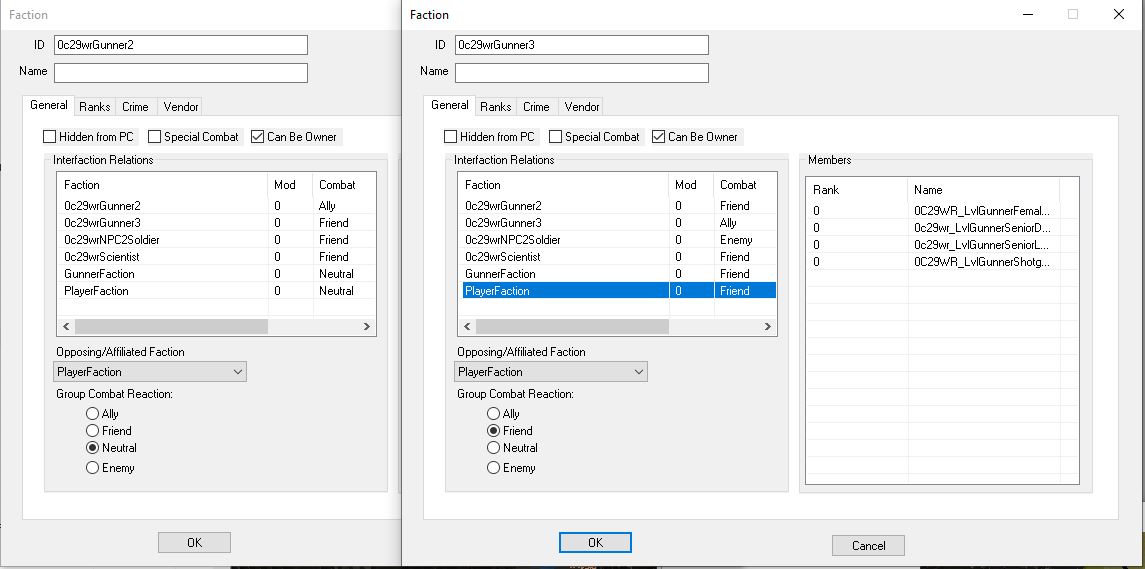 Faction
ID 0c29wrGunner2
Name
General Ranks Crime Vendor
Hidden from PC Special Combat Can Be Owner
Interfaction Relations
Faction Mod Combat
0c29wrGunner2 0 Ally
0c29wrGunner3 0 Friend
0c29wrNPC2Soldier 0 Friend
0c29wrScientist 0 Friend
GunnerFaction 0 Neutral
PlayerFaction 0 Neutral
Opposing/Affiliated Faction
PlayerFaction
Group Combat Reaction:
Ally
Friend
Neutral
Enemy
OK
Faction
ID 0c29wrGunner3
Name
General Ranks Crime Vendor
Hidden from PC Special Combat Can Be Owner
Interfaction Relations
Faction Mod Combat
0c29wrGunner2 0 Friend
0c29wrGunner3 0 Ally
0c29wrNPC2Soldier 0 Enemy
0c29wrScientist 0 Friend
GunnerFaction 0 Friend
PlayerFaction 0 Friend
Opposing/Affiliated Faction
PlayerFaction
Group Combat Reaction:
Ally
Friend
Neutral
Enemy
Members
Rank Name
0 0C29WR_LvlGunnerFemal...
0 0c29wr_LvlGunnerSeniorD...
0 0c29wr_LvlGunnerSeniorL...
0 0C29WR_LvlGunnerShotg...
OK
Cancel